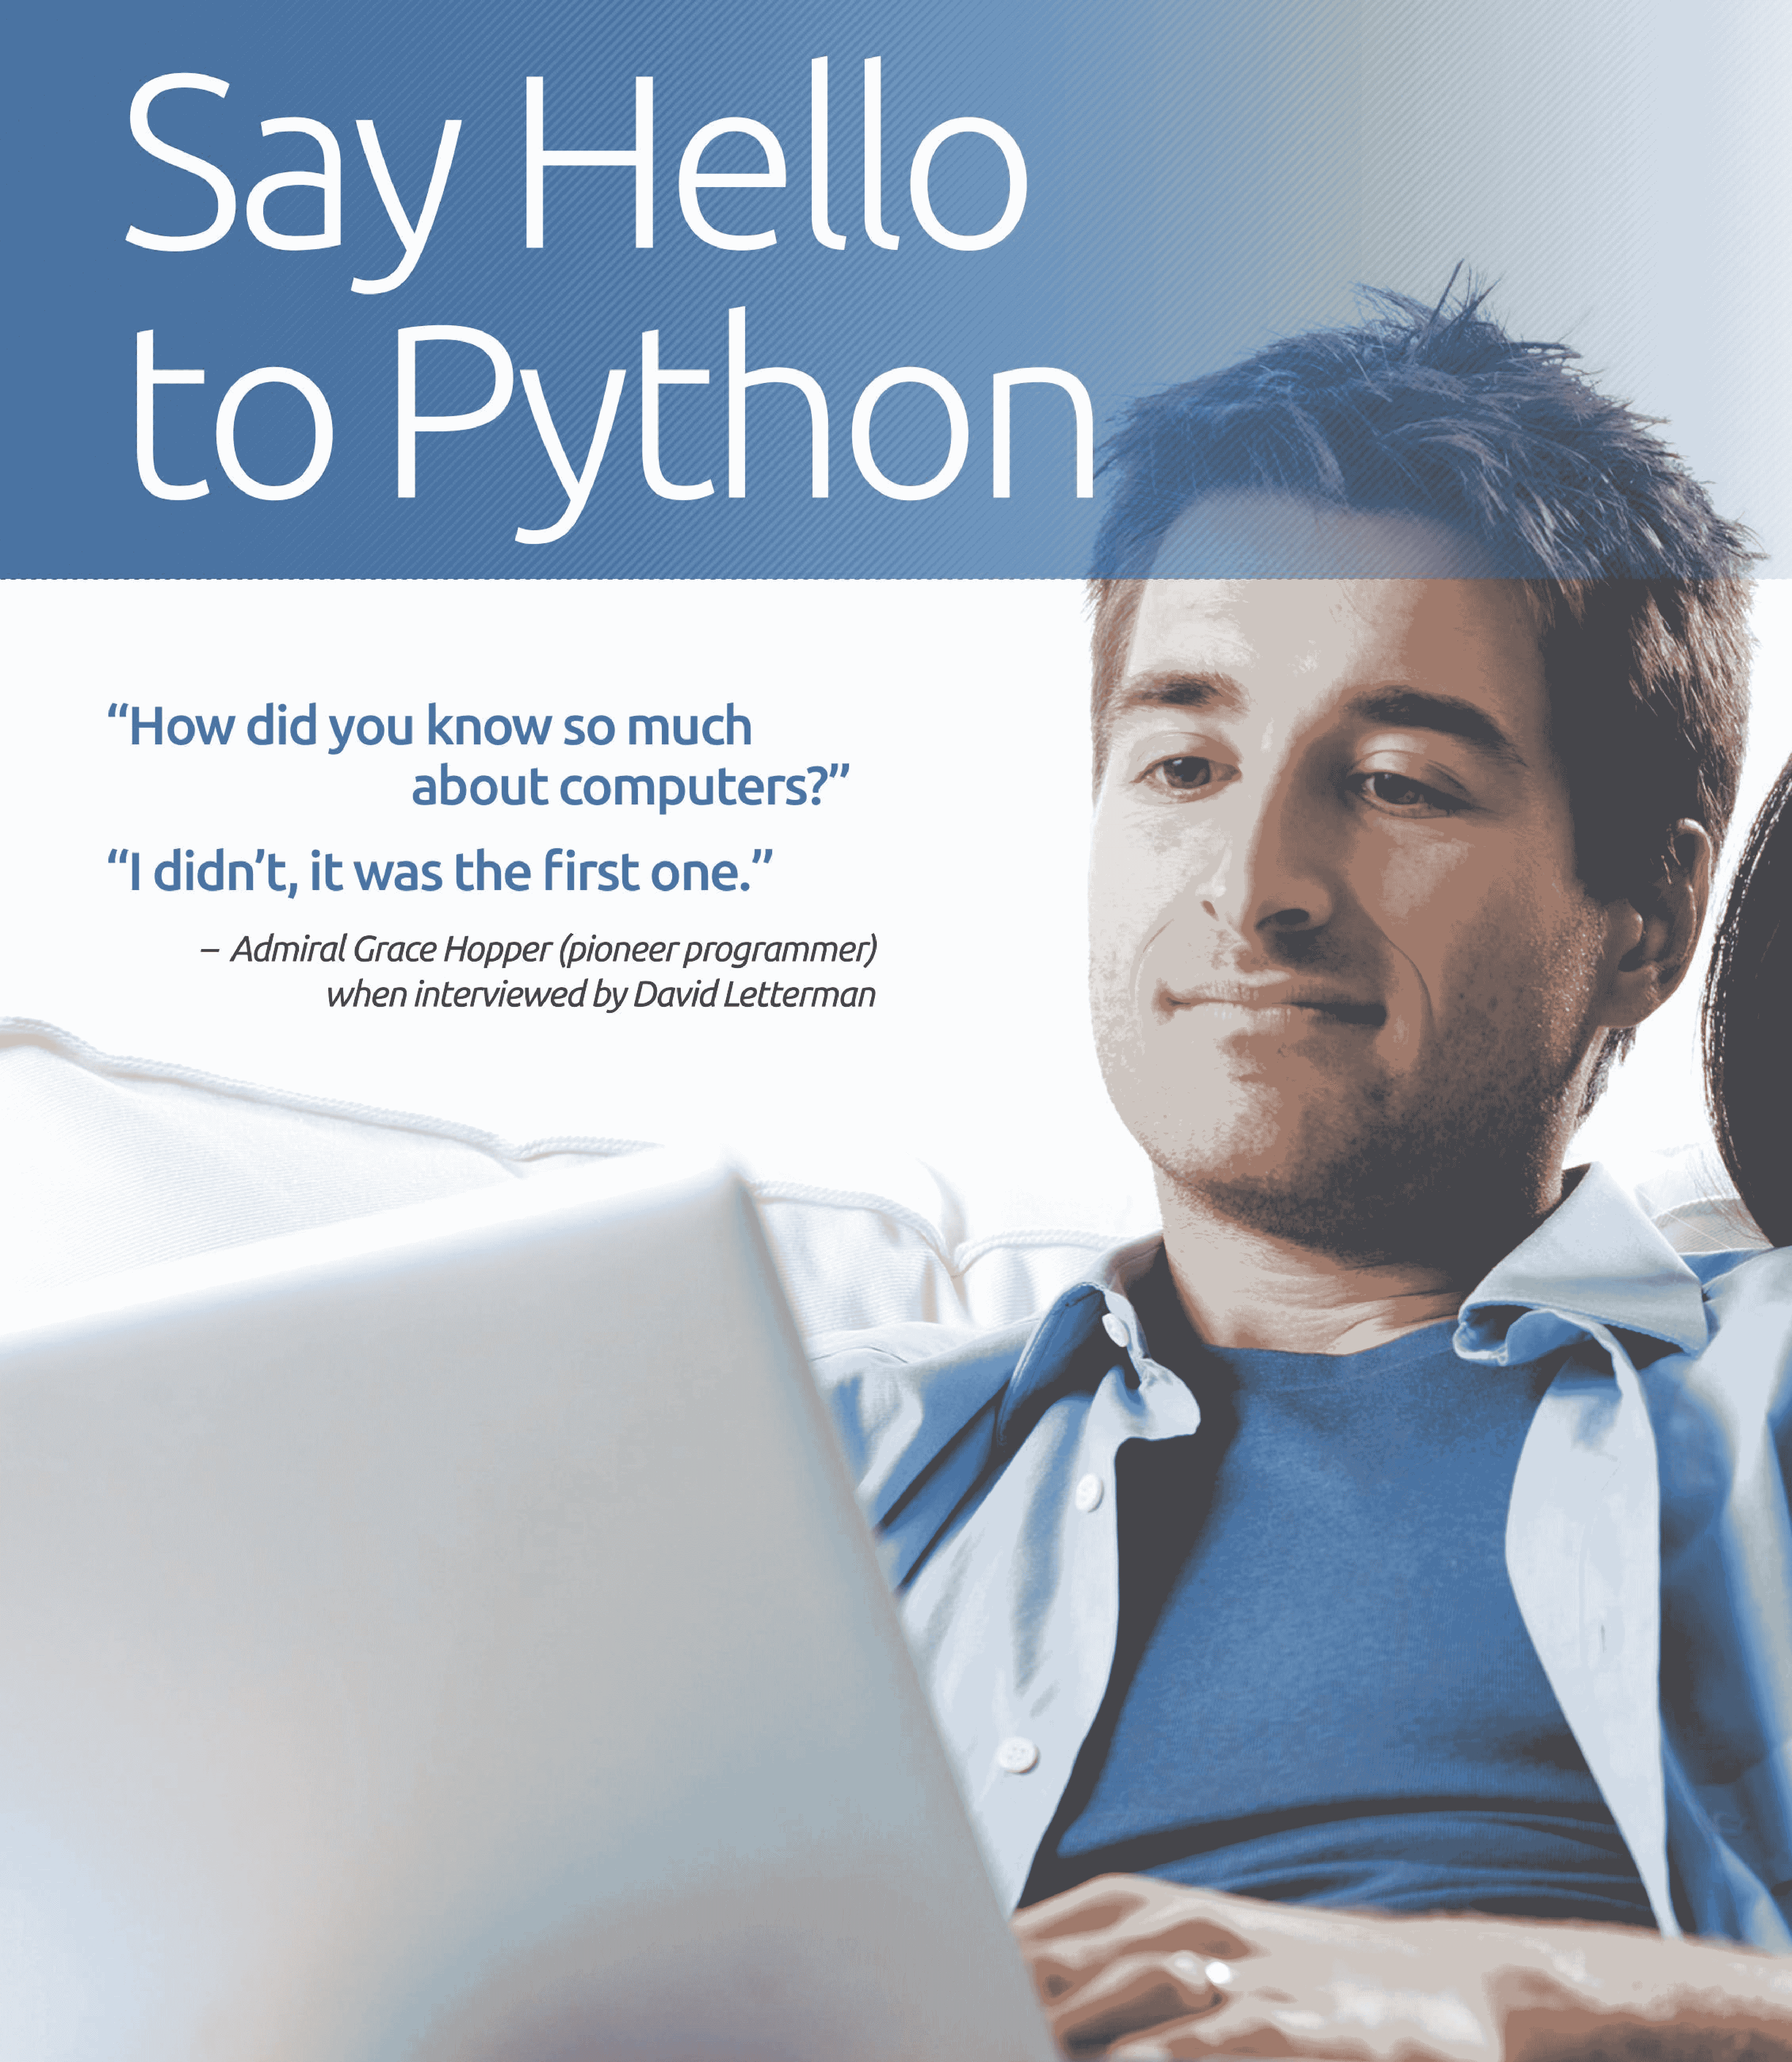 Say Hello
to Python
“How did you know so much
about computers?”
“I didn’t, it was the first one.”
– Admiral Grace Hopper (pioneer programmer)
when interviewed by David Letterman